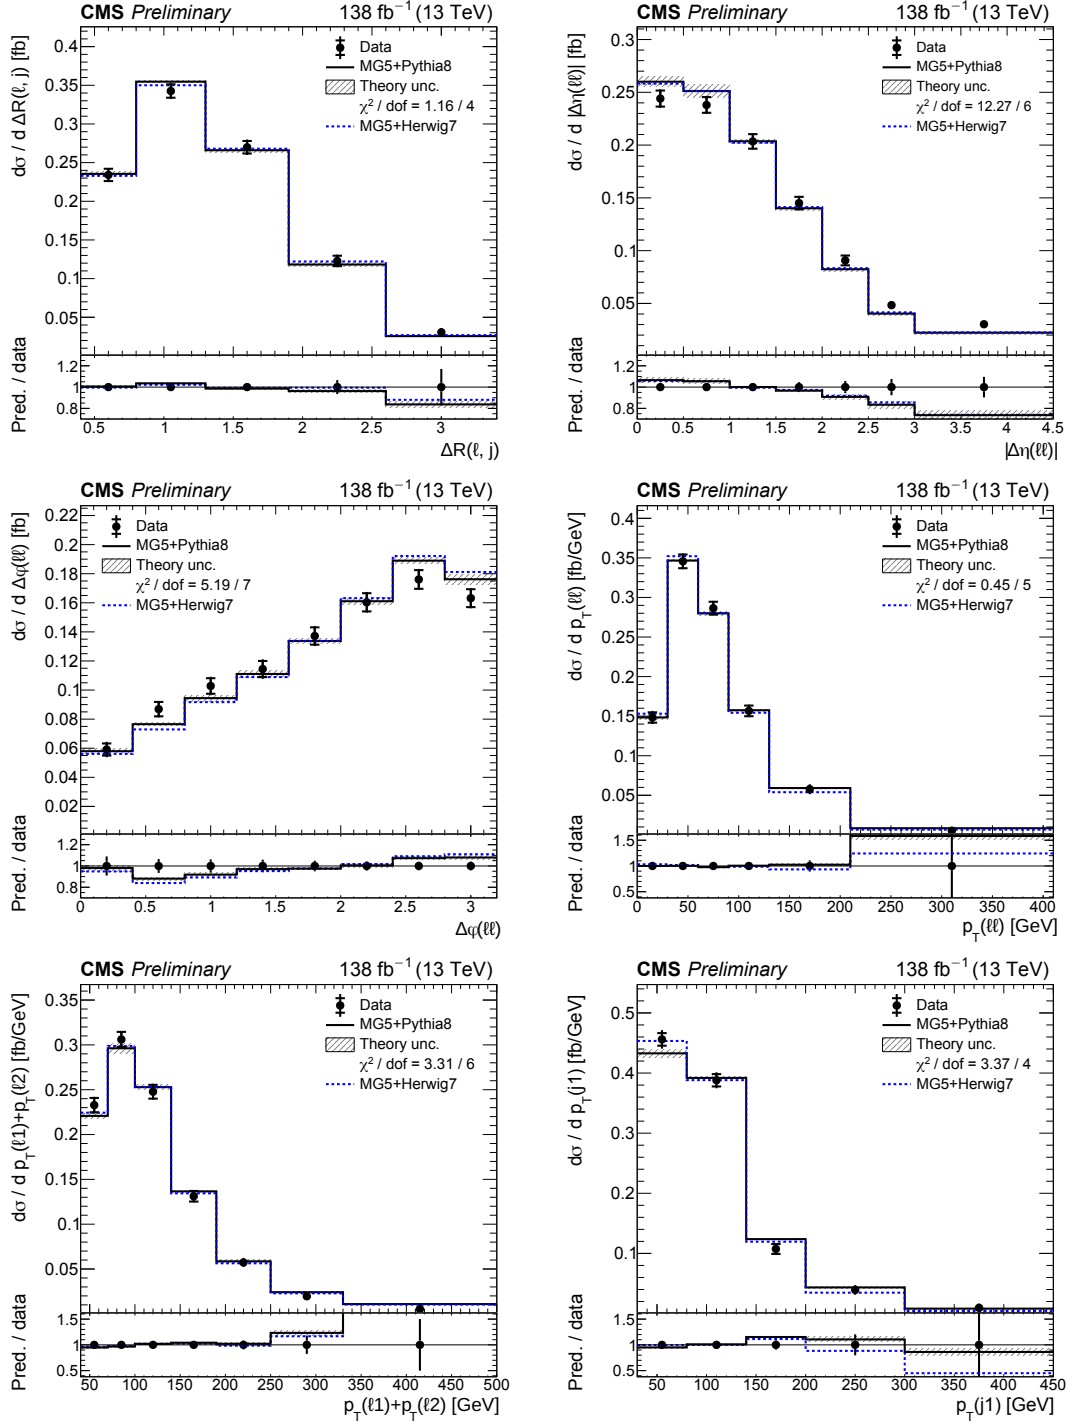 CMS Preliminary 138 fb⁻¹ (13 TeV)
dσ / d ΔR(ℓ, j) [fb]
0.4
0.35
0.3
0.25
0.2
0.15
0.1
0.05
Data
MG5+Pythia8
Theory unc.
χ² / dof = 1.16 / 4
MG5+Herwig7
Pred. / data
1.2
1
0.8
0.5 1 1.5 2 2.5 3
ΔR(ℓ, j)
CMS Preliminary 138 fb⁻¹ (13 TeV)
dσ / d |Δη(ℓℓ)| [fb]
0.3
0.25
0.2
0.15
0.1
0.05
Data
MG5+Pythia8
Theory unc.
χ² / dof = 12.27 / 6
MG5+Herwig7
Pred. / data
1.2
1
0.8
0 0.5 1 1.5 2 2.5 3 3.5 4 4.5
|Δη(ℓℓ)|
CMS Preliminary 138 fb⁻¹ (13 TeV)
dσ / d Δφ(ℓℓ) [fb]
0.22
0.2
0.18
0.16
0.14
0.12
0.1
0.08
0.06
0.04
0.02
Data
MG5+Pythia8
Theory unc.
χ² / dof = 5.19 / 7
MG5+Herwig7
Pred. / data
1.2
1
0.8
0 0.5 1 1.5 2 2.5 3
Δφ(ℓℓ)
CMS Preliminary 138 fb⁻¹ (13 TeV)
dσ / d p_T(ℓℓ) [fb/GeV]
0.4
0.35
0.3
0.25
0.2
0.15
0.1
0.05
Data
MG5+Pythia8
Theory unc.
χ² / dof = 0.45 / 5
MG5+Herwig7
Pred. / data
1.5
1
0.5
0 50 100 150 200 250 300 350 400
p_T(ℓℓ) [GeV]
CMS Preliminary 138 fb⁻¹ (13 TeV)
dσ / d p_T(ℓ1)+p_T(ℓ2) [fb/GeV]
0.35
0.3
0.25
0.2
0.15
0.1
0.05
Data
MG5+Pythia8
Theory unc.
χ² / dof = 3.31 / 6
MG5+Herwig7
Pred. / data
1.5
1
0.5
50 100 150 200 250 300 350 400 450 500
p_T(ℓ1)+p_T(ℓ2) [GeV]
CMS Preliminary 138 fb⁻¹ (13 TeV)
dσ / d p_T(j1) [fb/GeV]
0.5
0.4
0.3
0.2
0.1
Data
MG5+Pythia8
Theory unc.
χ² / dof = 3.37 / 4
MG5+Herwig7
Pred. / data
1.5
1
0.5
50 100 150 200 250 300 350 400 450
p_T(j1) [GeV]